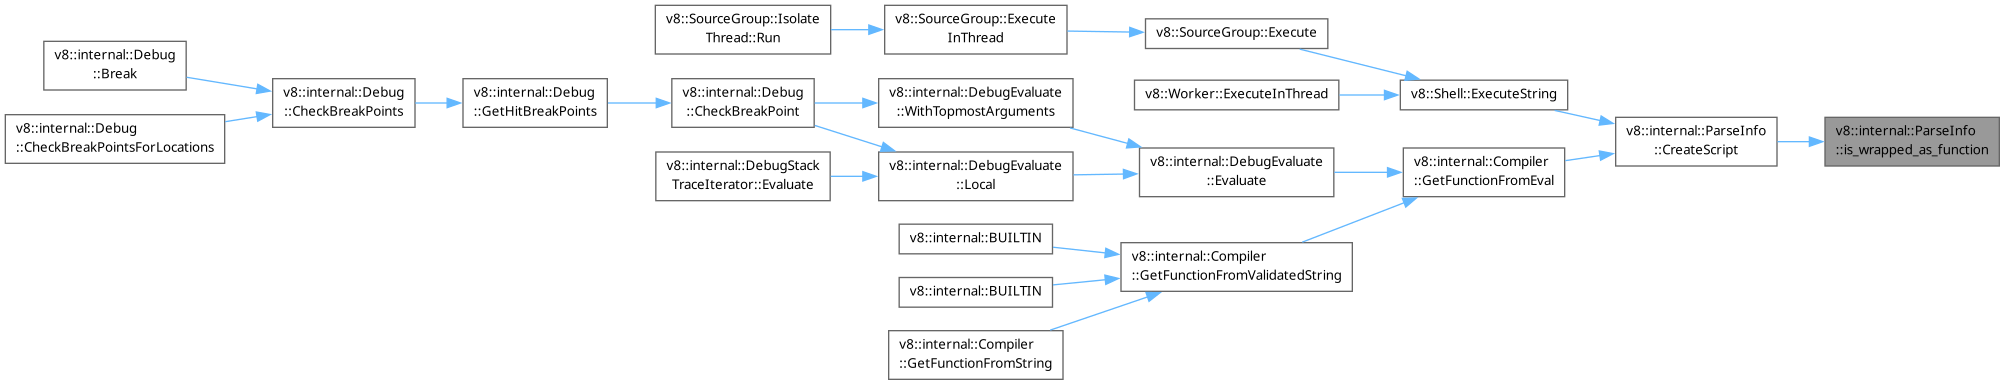 v8::SourceGroup::Isolate
Thread::Run
v8::SourceGroup::Execute
InThread
v8::SourceGroup::Execute
v8::internal::Debug
::Break
v8::internal::Debug
::CheckBreakPoints
v8::internal::Debug
::GetHitBreakPoints
v8::internal::Debug
::CheckBreakPoint
v8::internal::DebugEvaluate
::WithTopmostArguments
v8::Worker::ExecuteInThread
v8::Shell::ExecuteString
v8::internal::Debug
::CheckBreakPointsForLocations
v8::internal::ParseInfo
::CreateScript
v8::internal::ParseInfo
::is_wrapped_as_function
v8::internal::DebugStack
TraceIterator::Evaluate
v8::internal::DebugEvaluate
::Local
v8::internal::DebugEvaluate
::Evaluate
v8::internal::Compiler
::GetFunctionFromEval
v8::internal::BUILTIN
v8::internal::Compiler
::GetFunctionFromValidatedString
v8::internal::BUILTIN
v8::internal::Compiler
::GetFunctionFromString